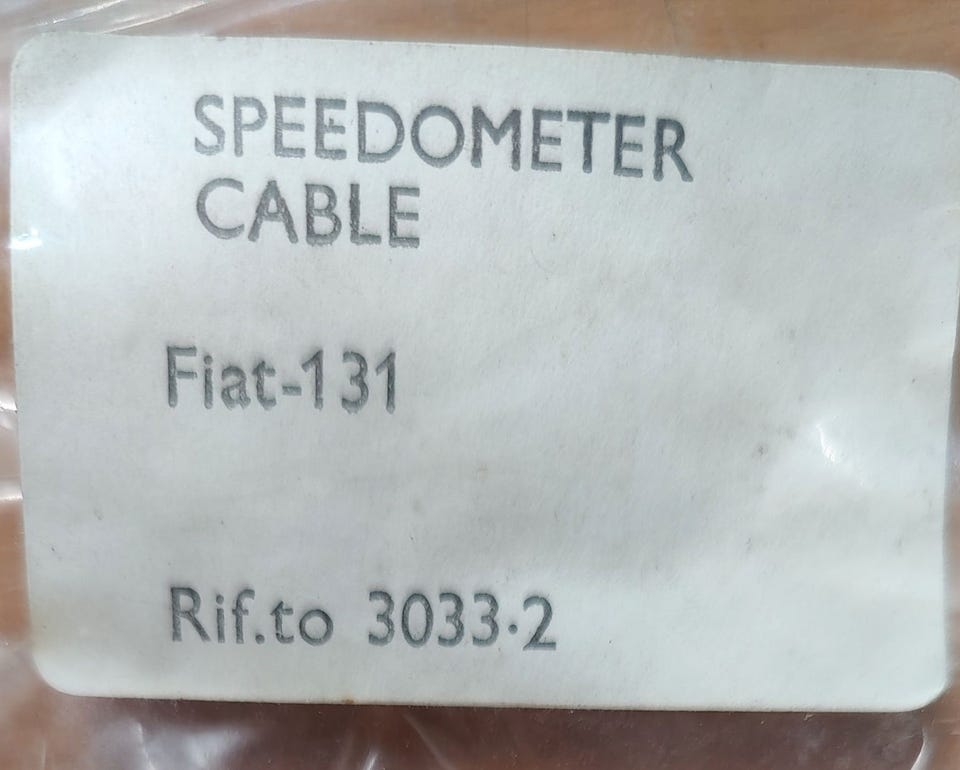 SPEEDOMETER
CABLE
Fiat-131
Rif.to 3033·2